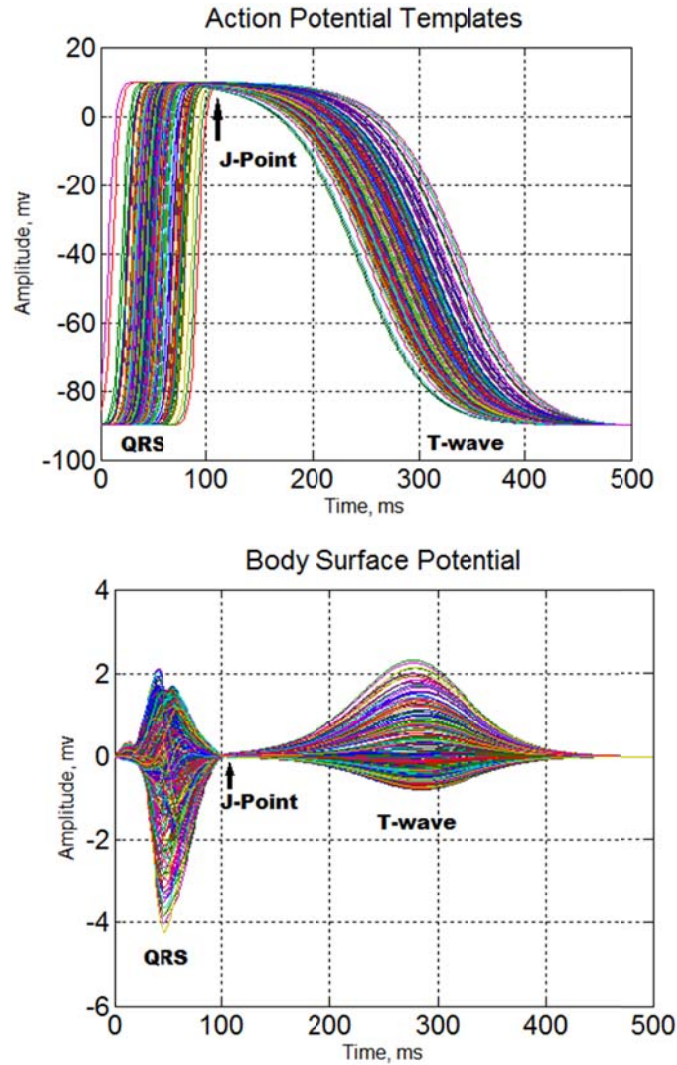 Action Potential Templates
20
0
-20
-40
-60
-80
-100
Amplitude, mv
J-Point
QRS
T-wave
0 100 200 300 400 500
Time, ms
Body Surface Potential
4
2
0
-2
-4
-6
Amplitude, mv
J-Point
T-wave
QRS
0 100 200 300 400 500
Time, ms